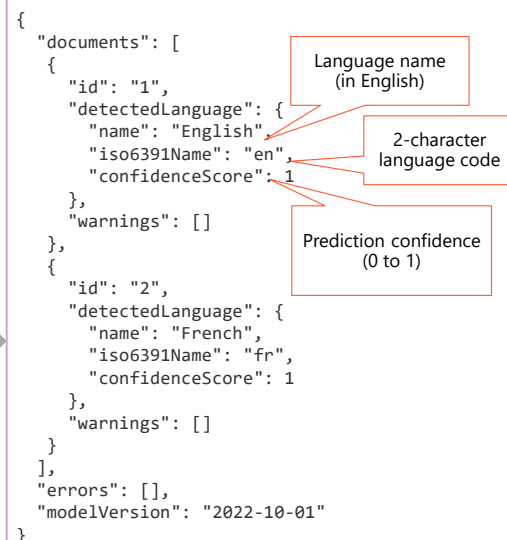 {
  "documents": [
   {
     "id": "1",
     "detectedLanguage": {
       "name": "English",
       "iso6391Name": "en",
       "confidenceScore": 1
     },
     "warnings": []
   },
   {
     "id": "2",
     "detectedLanguage": {
       "name": "French",
       "iso6391Name": "fr",
       "confidenceScore": 1
     },
     "warnings": []
   }
  ],
  "errors": [],
  "modelVersion": "2022-10-01"
}
Language name
(in English)
2-character
language code
Prediction confidence
(0 to 1)